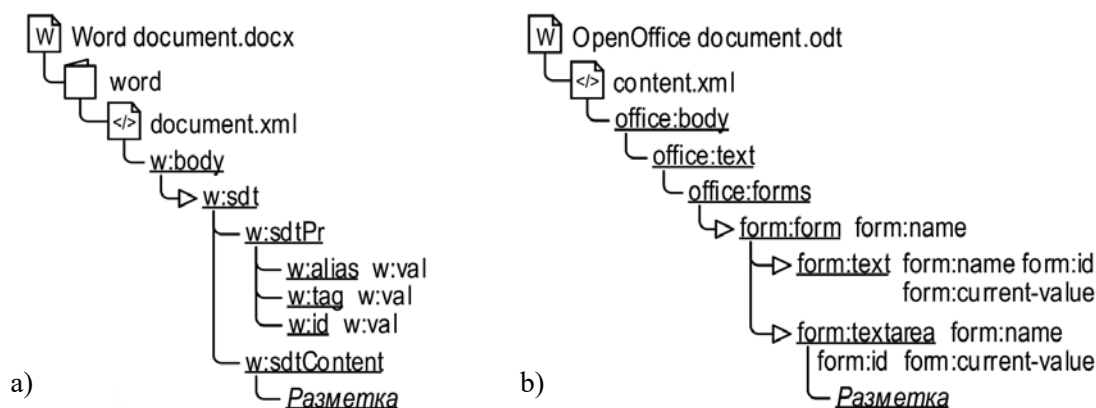 W Word document.docx
word
</> document.xml
w:body
w:sdt
w:sdtPr
w:alias w:val
w:tag w:val
w:id w:val
w:sdtContent
Разметка
a)
W OpenOffice document.odt
</> content.xml
office:body
office:text
office:forms
form:form form:name
form:text form:name form:id
form:current-value
form:textarea form:name
form:id form:current-value
Разметка
b)